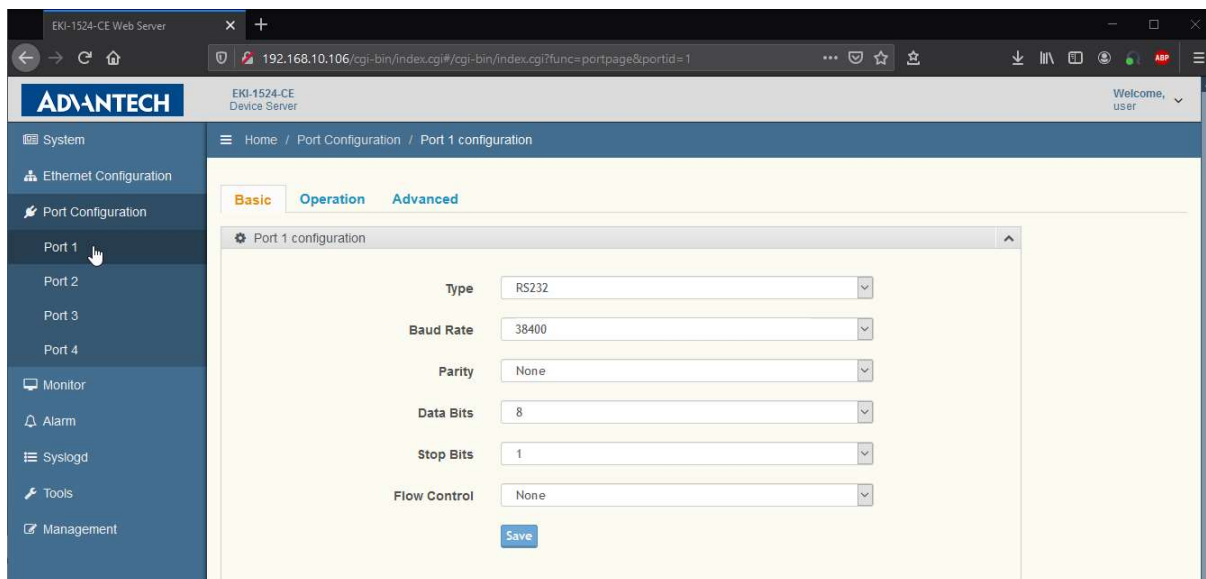 EKI-1524-CE Web Server
192.168.10.106/cgi-bin/index.cgi#/cgi-bin/index.cgi?func=portpage&portid=1
ABP
ADVANTECH
EKI-1524-CE
Device Server
Welcome,
user
System
Home / Port Configuration / Port 1 configuration
Ethernet Configuration
Port Configuration
Port 1
Port 2
Port 3
Port 4
Monitor
Alarm
Syslogd
Tools
Management
Basic Operation Advanced
Port 1 configuration
Type RS232
Baud Rate 38400
Parity None
Data Bits 8
Stop Bits 1
Flow Control None
Save